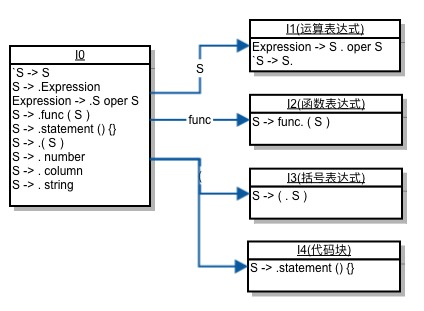 I0
`S -> S
S -> .Expression
Expression -> .S oper S
S -> .func ( S )
S -> .statement () {}
S -> .( S )
S -> . number
S -> . column
S -> . string
S
func
I1(运算表达式)
Expression -> S . oper S
`S -> S.
I2(函数表达式)
S -> func. ( S )
I3(括号表达式)
S -> ( . S )
I4(代码块)
S -> .statement () {}